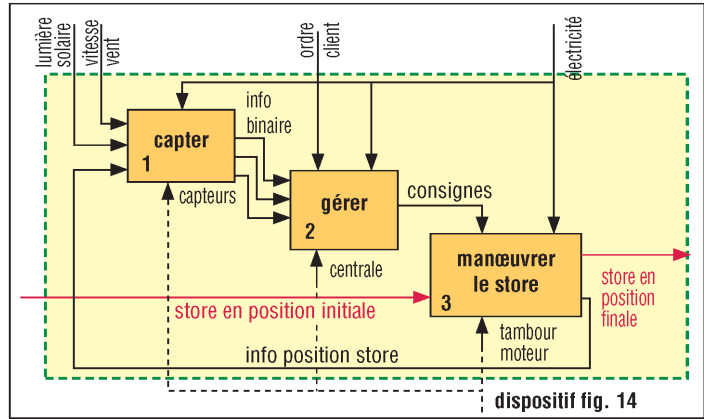 lumière
solaire
vitesse
vent
ordre
client
électricité
info
binaire
capter
1
capteurs
gérer
2
consignes
centrale
manœuvrer
le store
3
store en
position
finale
store en position initiale
tambour
moteur
info position store
dispositif fig. 14